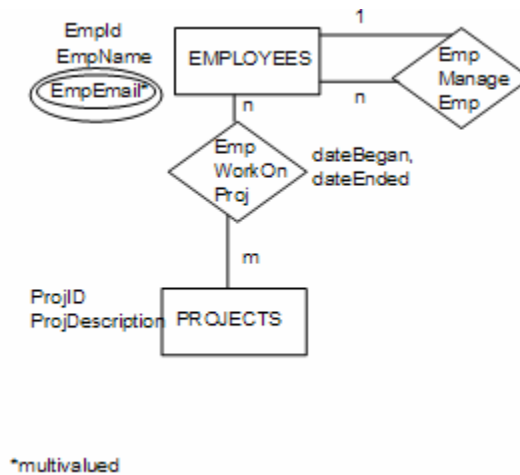 1
EmpId
EmpName
EmpEmail*
EMPLOYEES
Emp
Manage
Emp
n
n
Emp
WorkOn
Proj
dateBegan,
dateEnded
m
ProjID
ProjDescription
PROJECTS
*multivalued